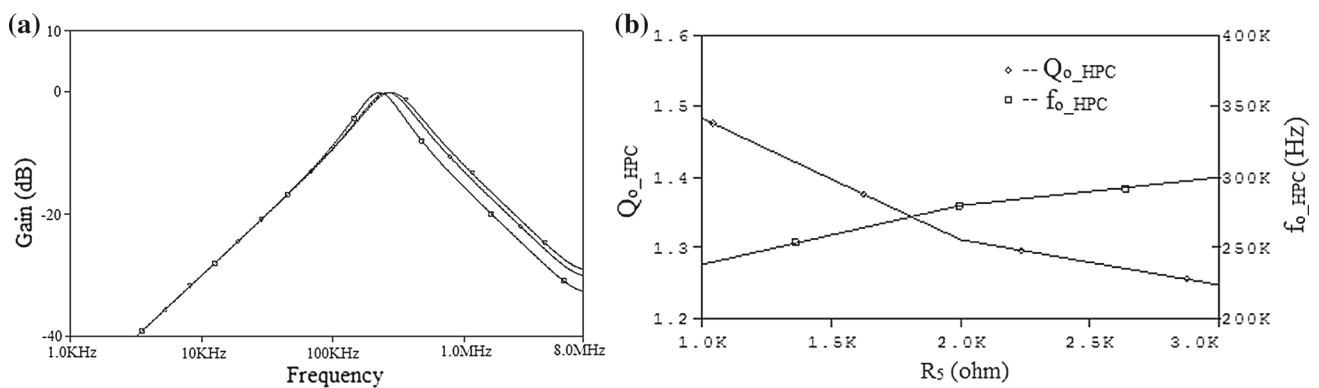 (a)
10
0
-20
-40
Gain (dB)
1.0KHz 10KHz 100KHz 1.0MHz 8.0MHz
Frequency
(b)
1.6
1.5
1.4
1.3
1.2
Qo_HPC
◇ -- Qo_HPC
□ -- fo_HPC
400K
350K
300K
250K
200K
fo_HPC (Hz)
1.0K 1.5K 2.0K 2.5K 3.0K
R5 (ohm)